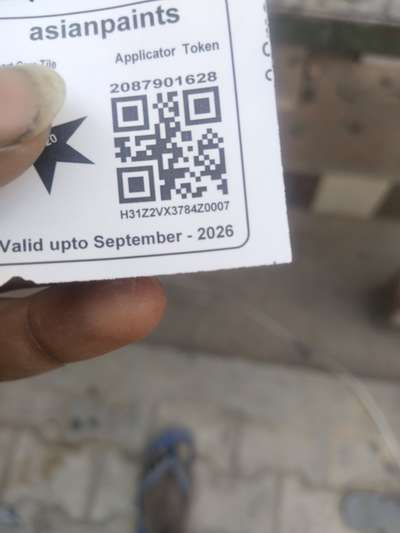 asianpaints
Applicator Token
2087901628
H31Z2VX3784Z0007
Valid upto September - 2026